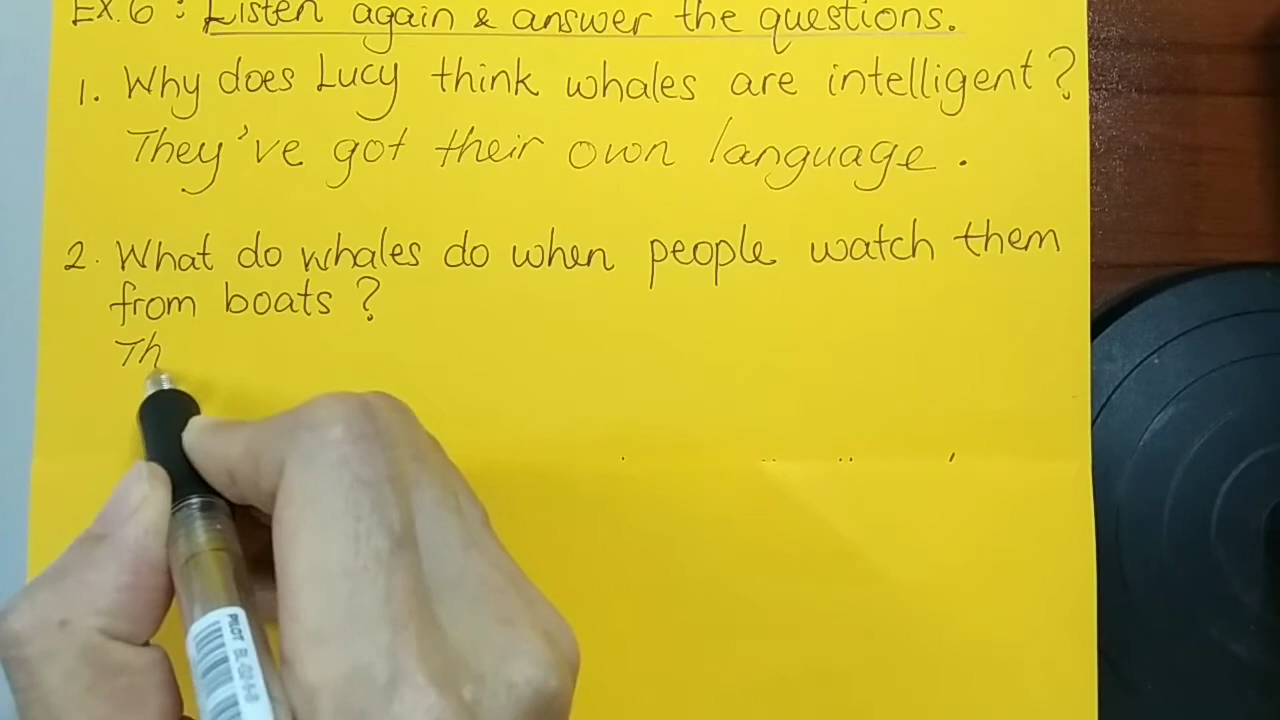 Ex. 6 : Listen again & answer the questions.
1. Why does Lucy think whales are intelligent?
They've got their own language.
2. What do whales do when people watch them
from boats?
Th
PILOT